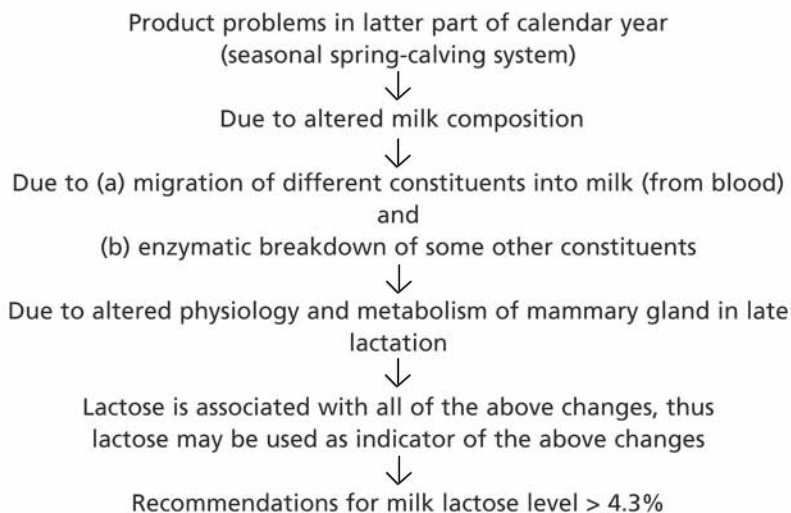 Product problems in latter part of calendar year
(seasonal spring-calving system)
Due to altered milk composition
Due to (a) migration of different constituents into milk (from blood)
and
(b) enzymatic breakdown of some other constituents
Due to altered physiology and metabolism of mammary gland in late
lactation
Lactose is associated with all of the above changes, thus
lactose may be used as indicator of the above changes
Recommendations for milk lactose level > 4.3%